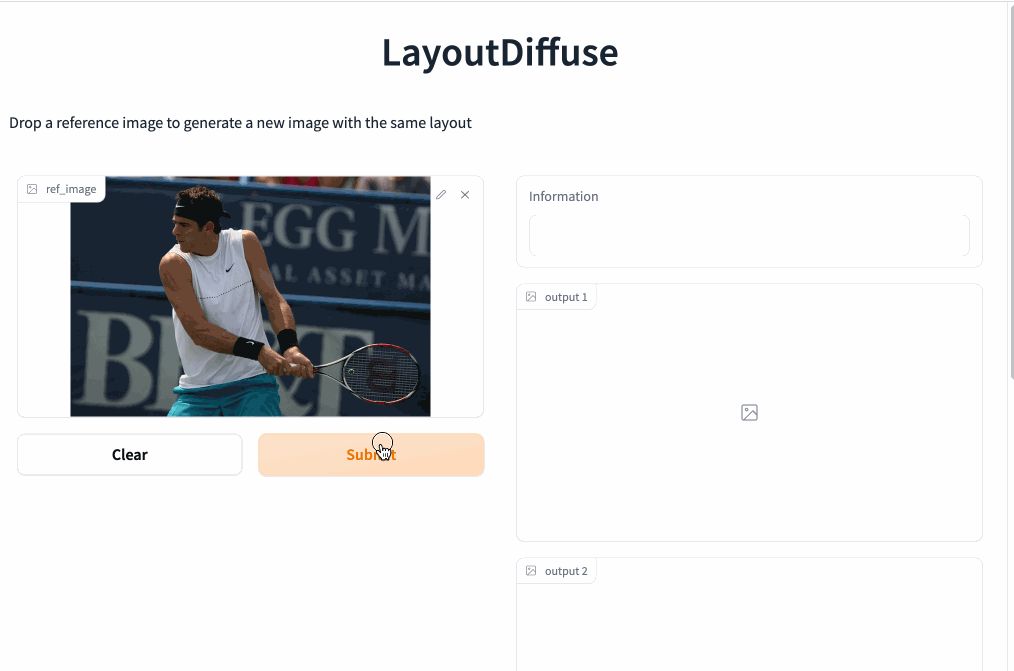 LayoutDiffuse
Drop a reference image to generate a new image with the same layout
ref_image
EGG M
AL ASSET MA
Clear
Submit
Information
output 1
output 2